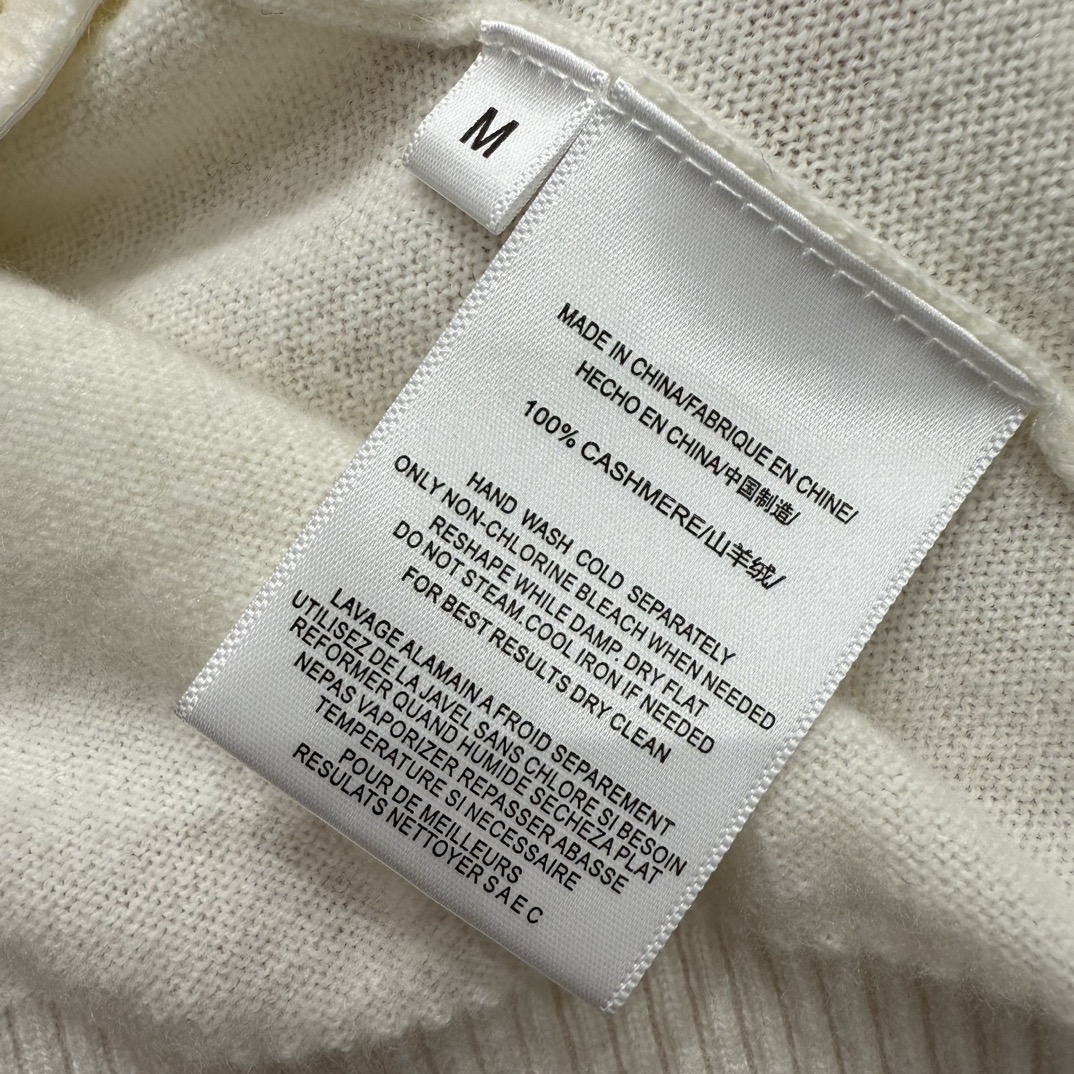 M
MADE IN CHINA/FABRIQUE EN CHINE/
HECHO EN CHINA/中国制造/
100% CASHMERE/山羊绒/
HAND WASH COLD SEPARATELY
ONLY NON-CHLORINE BLEACH WHEN NEEDED
RESHAPE WHILE DAMP. DRY FLAT
DO NOT STEAM.COOL IRON IF NEEDED
FOR BEST RESULTS DRY CLEAN
LAVAGE ALAMAIN A FROID SEPAREMENT
UTILISEZ DE LA JAVEL SANS CHLORE SI BESOIN
REFORMER QUAND HUMIDE SECHEZA PLAT
NEPAS VAPORIZER REPASSER ABASSE
TEMPERATURE SI NECESSAIRE
POUR DE MEILLEURS
RESULATS NETTOYER S A E C